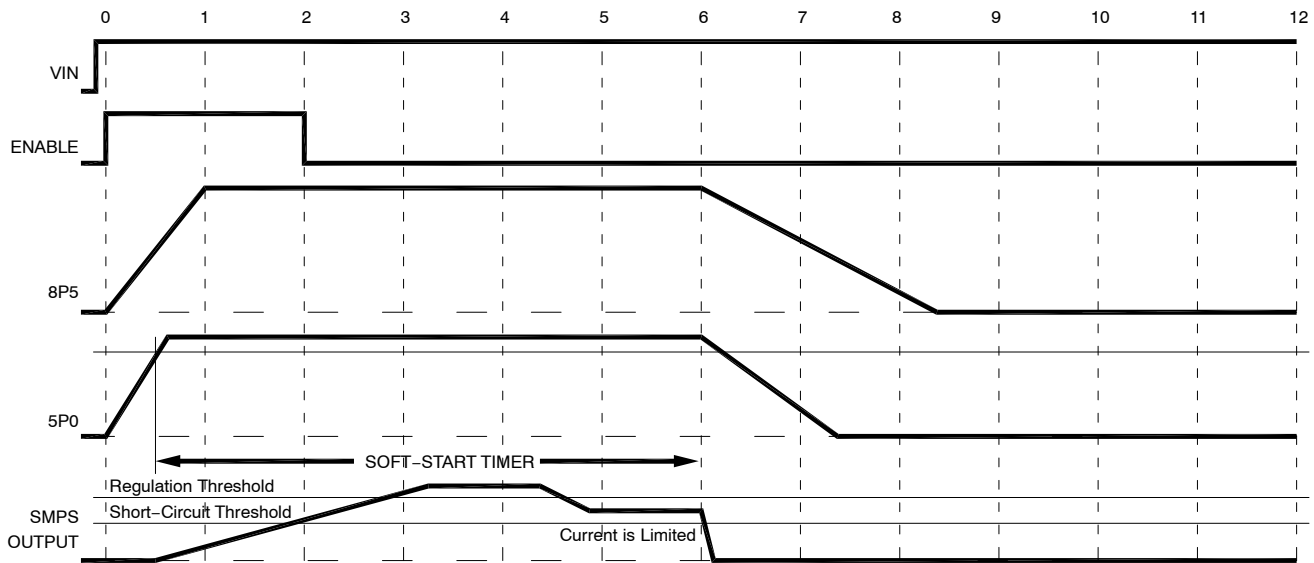 0 1 2 3 4 5 6 7 8 9 10 11 12
VIN
ENABLE
8P5
5P0
SOFT−START TIMER
Regulation Threshold
Short−Circuit Threshold
SMPS
OUTPUT
Current is Limited